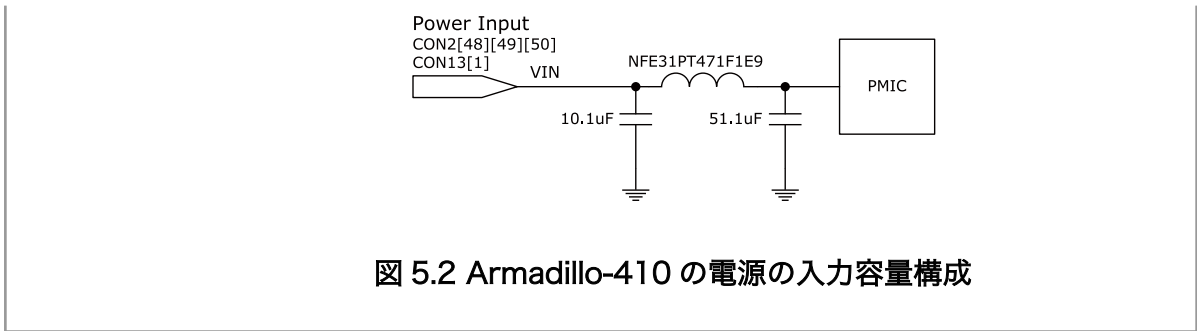 Power Input
CON2[48][49][50]
CON13[1]
VIN
NFE31PT471F1E9
PMIC
10.1uF
51.1uF
図 5.2 Armadillo-410 の電源の入力容量構成